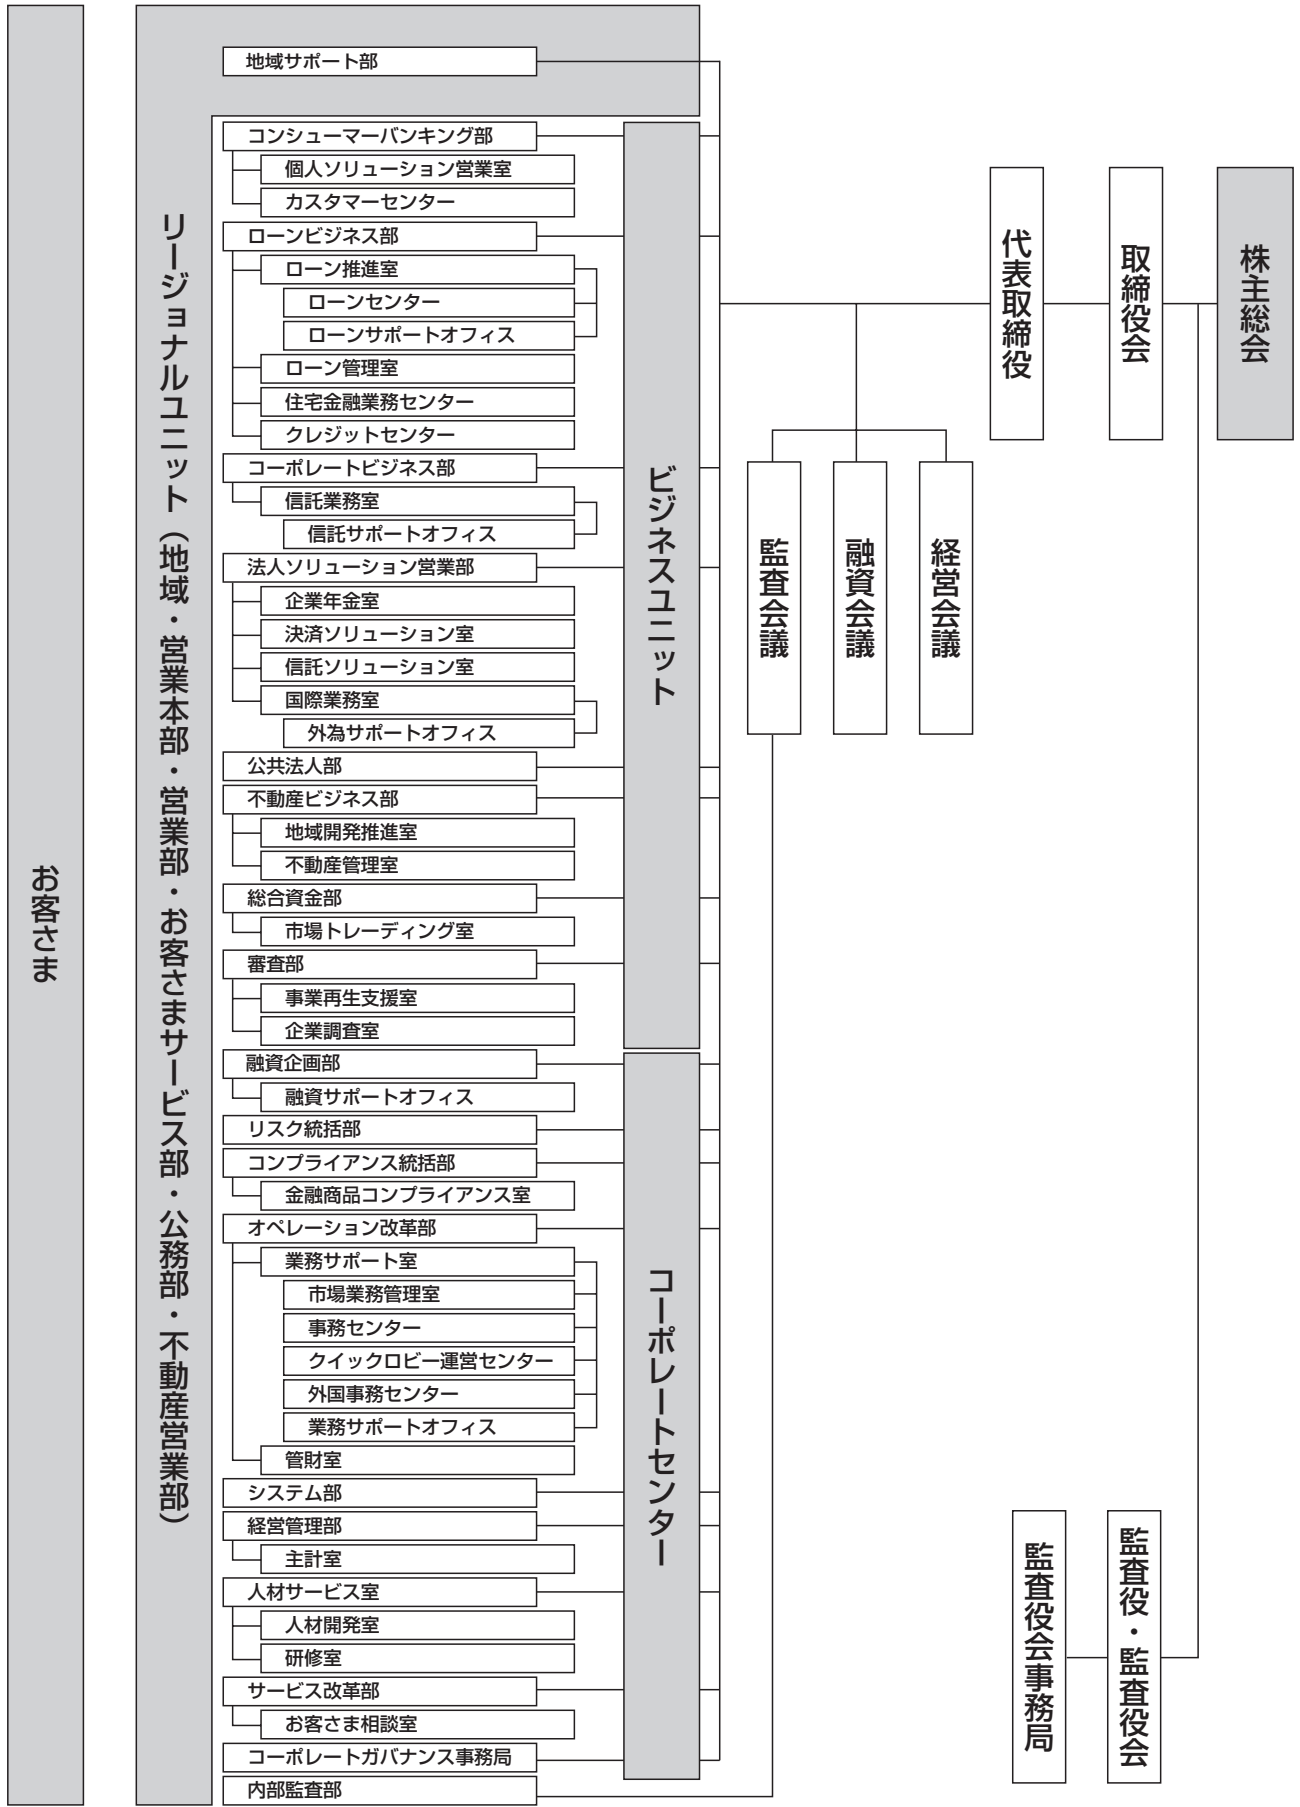 お客さま
リージョナルユニット（地域・営業本部・営業部・お客さまサービス部・公務部・不動産営業部）
地域サポート部
コンシューマーバンキング部
個人ソリューション営業室
カスタマーセンター
ローンビジネス部
ローン推進室
ローンセンター
ローンサポートオフィス
ローン管理室
住宅金融業務センター
クレジットセンター
コーポレートビジネス部
信託業務室
信託サポートオフィス
法人ソリューション営業部
企業年金室
決済ソリューション室
信託ソリューション室
国際業務室
外為サポートオフィス
公共法人部
不動産ビジネス部
地域開発推進室
不動産管理室
総合資金部
市場トレーディング室
審査部
事業再生支援室
企業調査室
融資企画部
融資サポートオフィス
リスク統括部
コンプライアンス統括部
金融商品コンプライアンス室
オペレーション改革部
業務サポート室
市場業務管理室
事務センター
クイックロビー運営センター
外国事務センター
業務サポートオフィス
管財室
システム部
経営管理部
主計室
人材サービス室
人材開発室
研修室
サービス改革部
お客さま相談室
コーポレートガバナンス事務局
内部監査部
ビジネスユニット
コーポレートセンター
監査会議
融資会議
経営会議
代表取締役
取締役会
株主総会
監査役会事務局
監査役・監査役会